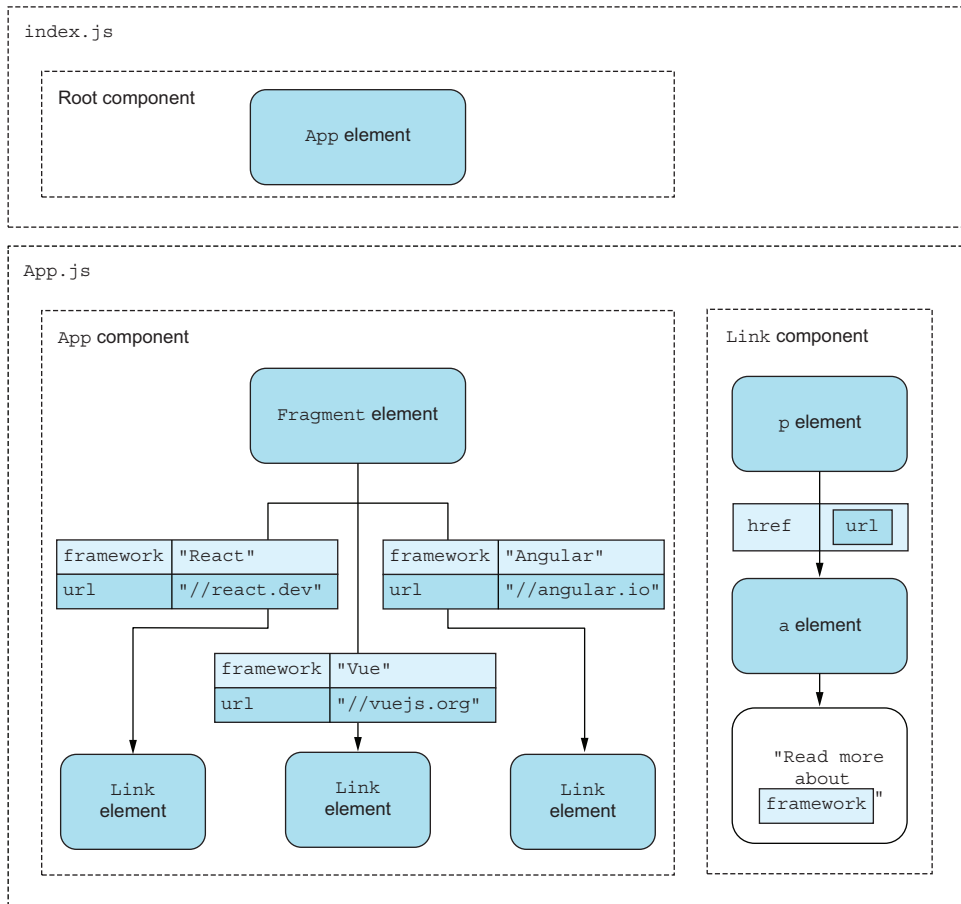 index.js
Root component
App element
App.js
App component
Fragment element
framework "React"
url "//react.dev"
framework "Angular"
url "//angular.io"
framework "Vue"
url "//vuejs.org"
Link
element
Link
element
Link
element
Link component
p element
href url
a element
"Read more
about
framework"